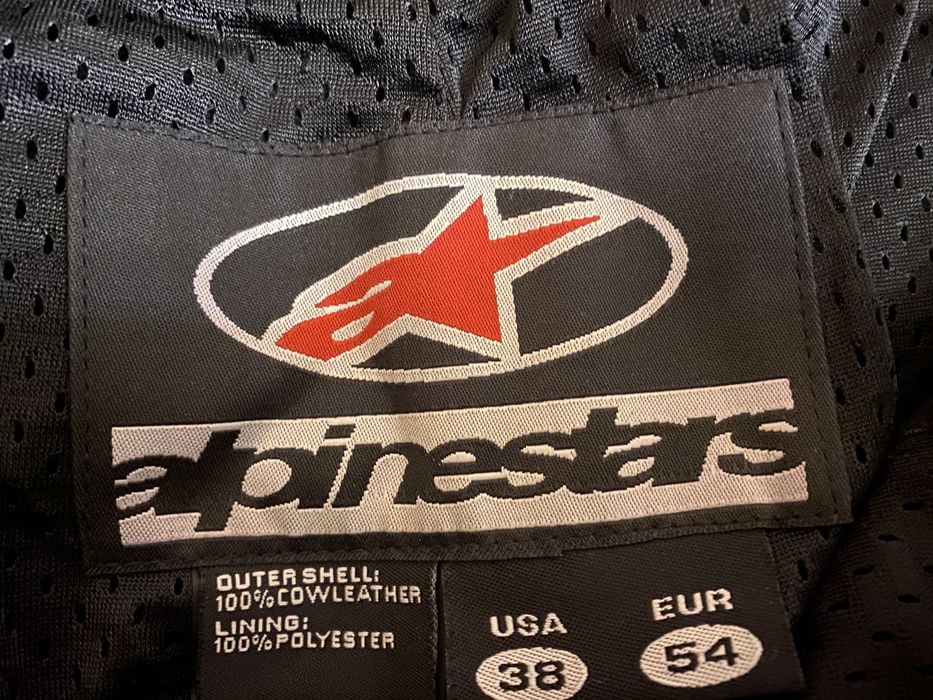 alpinestars
OUTER SHELL:
100%COWLEATHER
LINING:
100%POLYESTER
USA
38
EUR
54